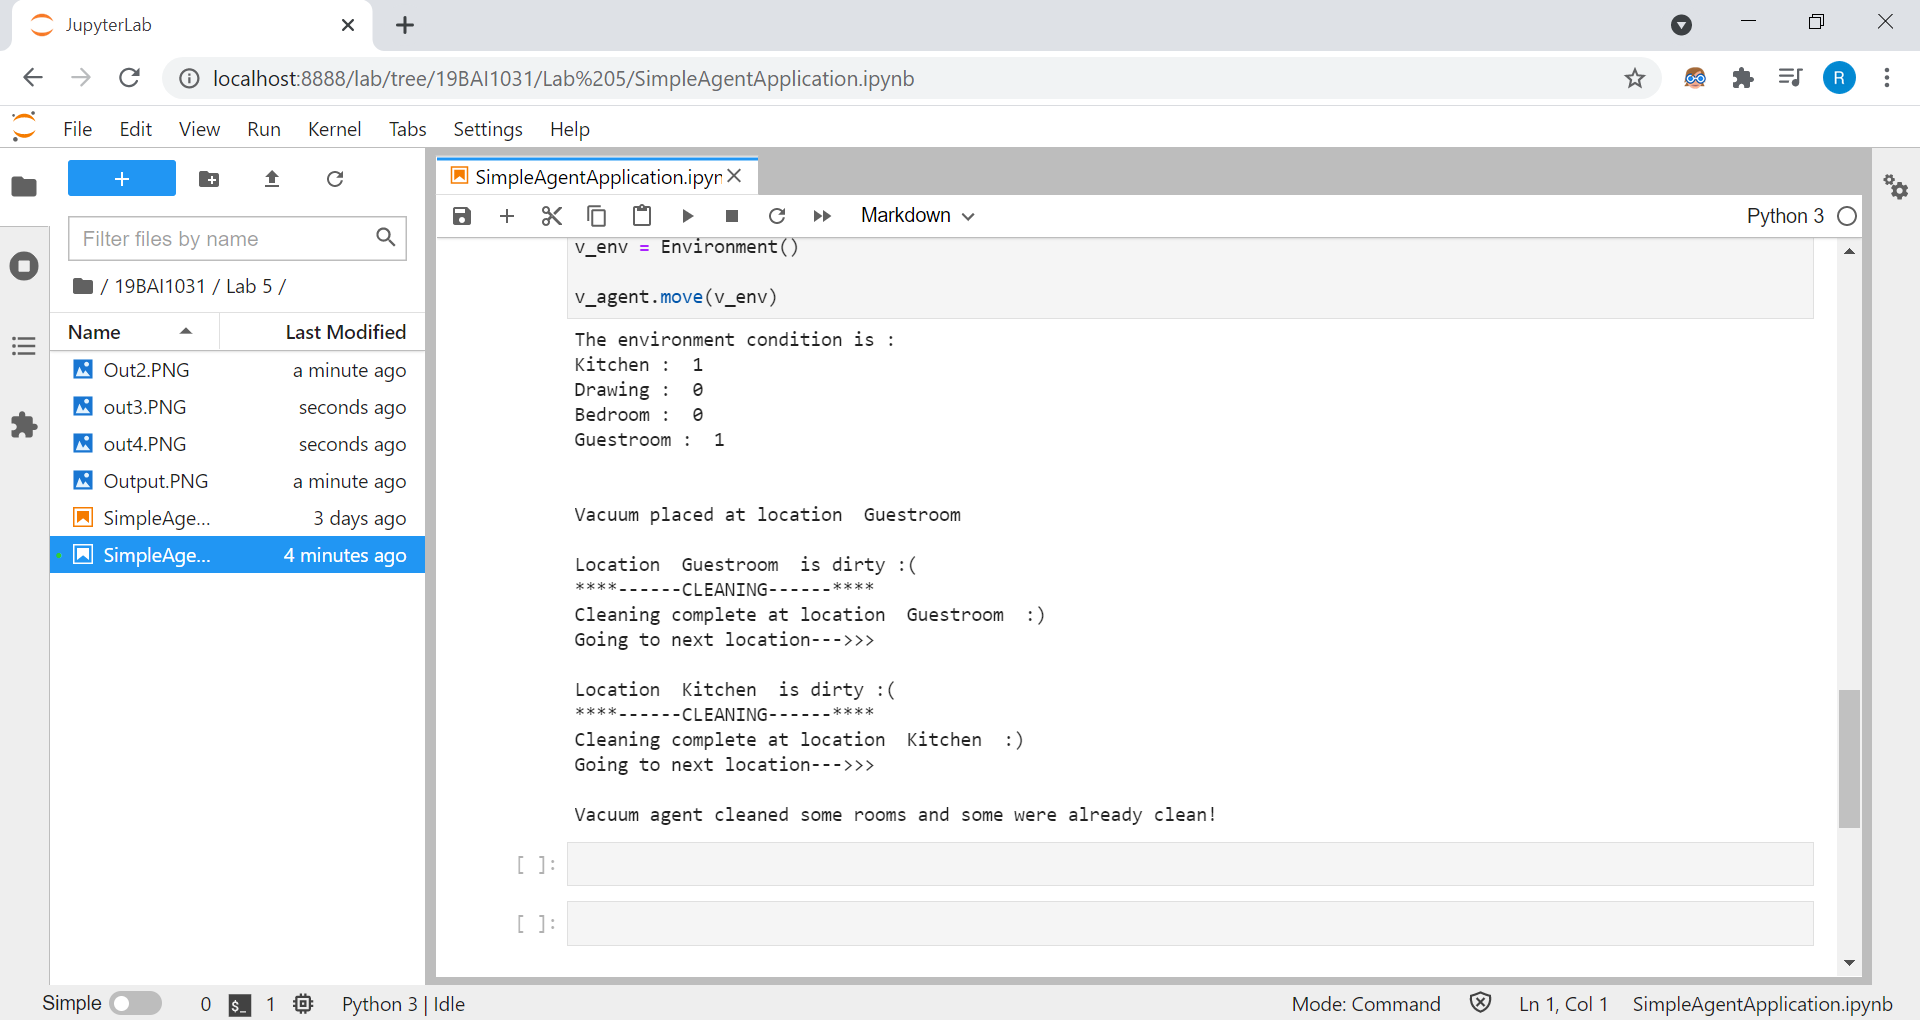 JupyterLab
localhost:8888/lab/tree/19BAI1031/Lab%205/SimpleAgentApplication.ipynb
R
File Edit View Run Kernel Tabs Settings Help
+
Filter files by name
/ 19BAI1031 / Lab 5 /
Name Last Modified
Out2.PNG a minute ago
out3.PNG seconds ago
out4.PNG seconds ago
Output.PNG a minute ago
SimpleAge... 3 days ago
SimpleAge... 4 minutes ago
SimpleAgentApplication.ipyn
Markdown Python 3
v_env = Environment()
v_agent.move(v_env)
The environment condition is :
Kitchen :  1
Drawing :  0
Bedroom :  0
Guestroom :  1
Vacuum placed at location  Guestroom
Location  Guestroom  is dirty :(
****------CLEANING------****
Cleaning complete at location  Guestroom  :)
Going to next location--->>>
Location  Kitchen  is dirty :(
****------CLEANING------****
Cleaning complete at location  Kitchen  :)
Going to next location--->>>
Vacuum agent cleaned some rooms and some were already clean!
[ ]:
[ ]:
Simple 0 $_ 1 Python 3 | Idle Mode: Command Ln 1, Col 1 SimpleAgentApplication.ipynb